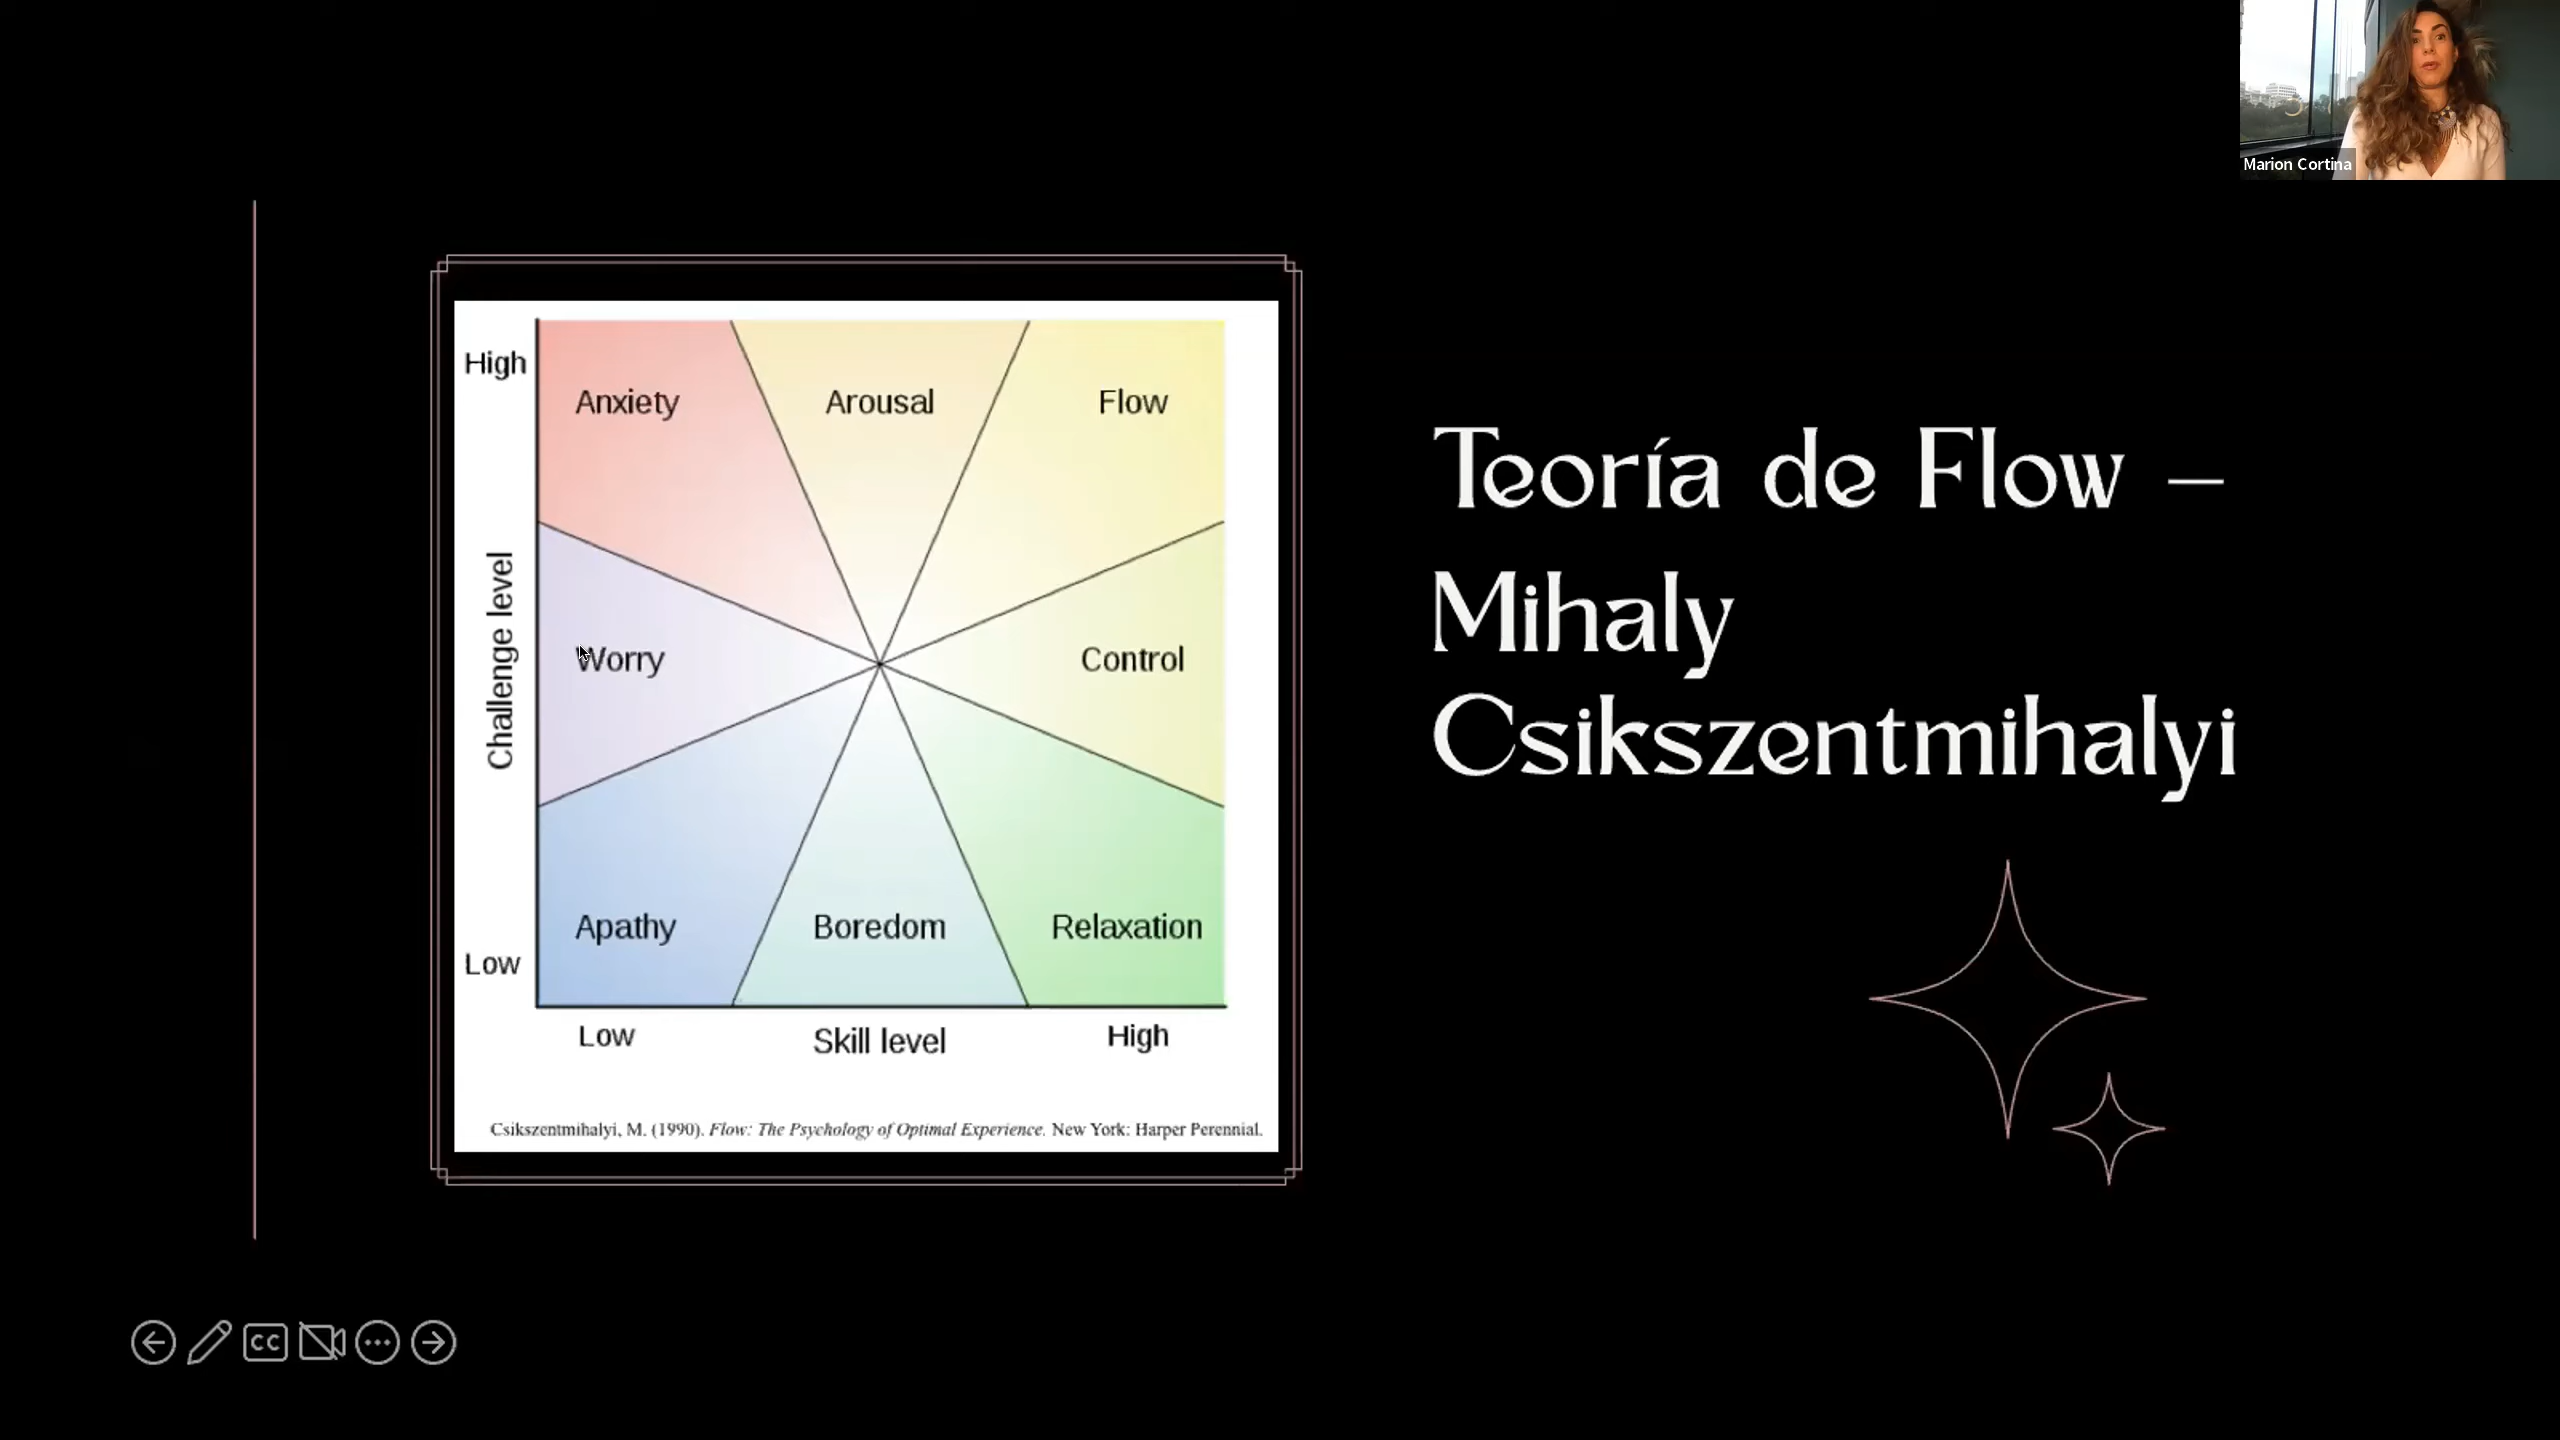 Marion Cortina
High
Anxiety
Arousal
Flow
Challenge level
Worry
Control
Apathy
Boredom
Relaxation
Low
Low
Skill level
High
Csikszentmihalyi, M. (1990). Flow: The Psychology of Optimal Experience. New York: Harper Perennial.
Teoría de Flow –
Mihaly
Csikszentmihalyi
CC